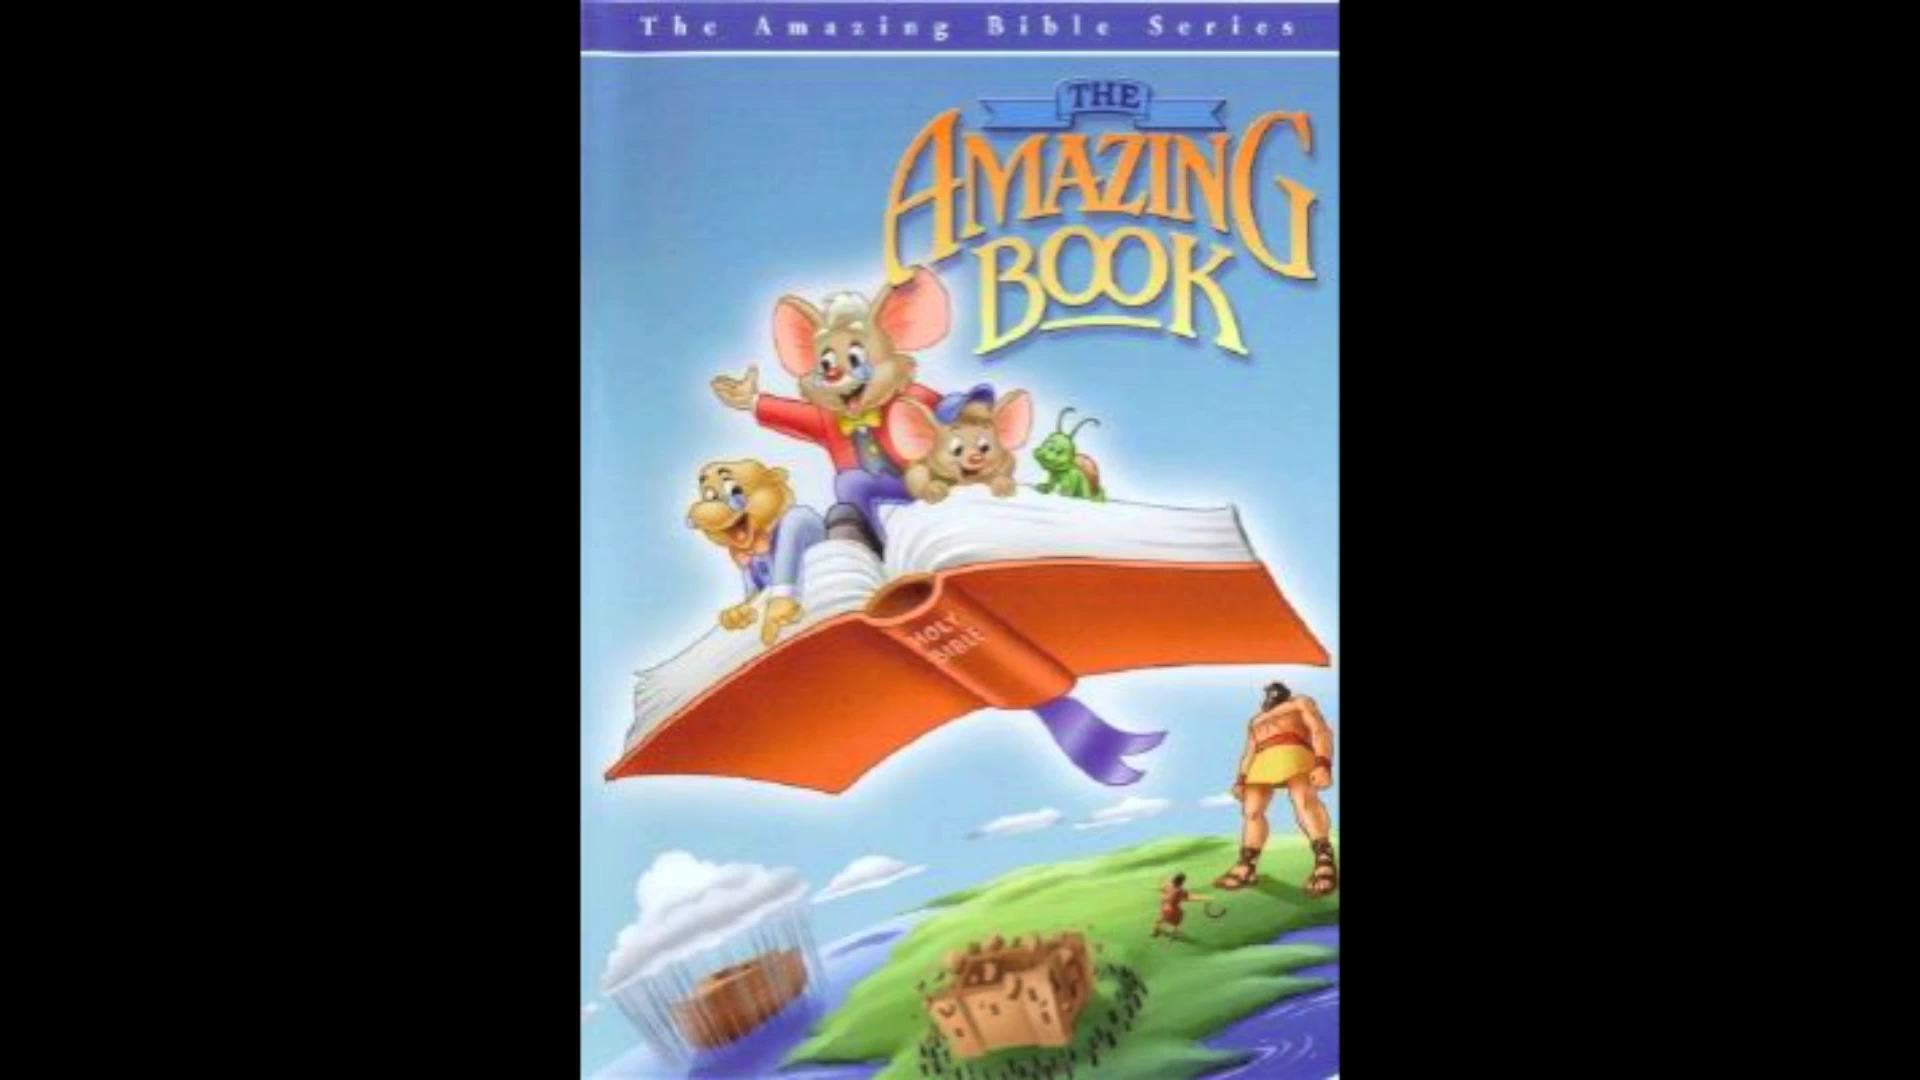 The Amazing Bible Series
THE
AMAZING
BOOK
HOLY
BIBLE